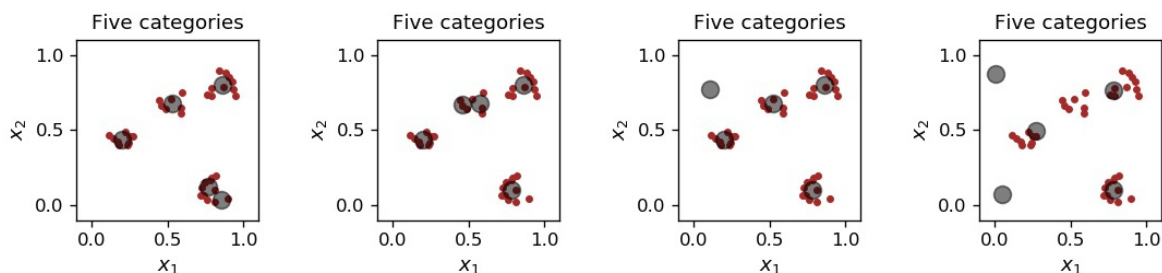 Five categories Five categories Five categories Five categories
1.0 1.0 1.0 1.0
x2 0.5 x2 0.5 x2 0.5 x2 0.5
0.0 0.0 0.0 0.0
0.0 0.5 1.0 0.0 0.5 1.0 0.0 0.5 1.0 0.0 0.5 1.0
x1 x1 x1 x1